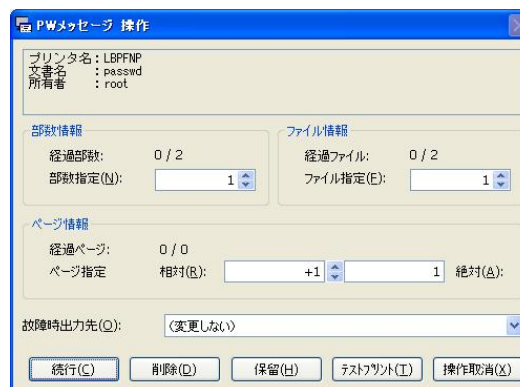 PWメッセージ 操作
プリンタ名：LBPFNP
文書名　：passwd
所有者　：root
部数情報
経過部数: 0 / 2
部数指定(N): 1
ファイル情報
経過ファイル: 0 / 2
ファイル指定(F): 1
ページ情報
経過ページ: 0 / 0
ページ指定 相対(R): +1 1 絶対(A):
故障時出力先(O): (変更しない)
続行(C) 削除(D) 保留(H) テストプリント(T) 操作取消(X)